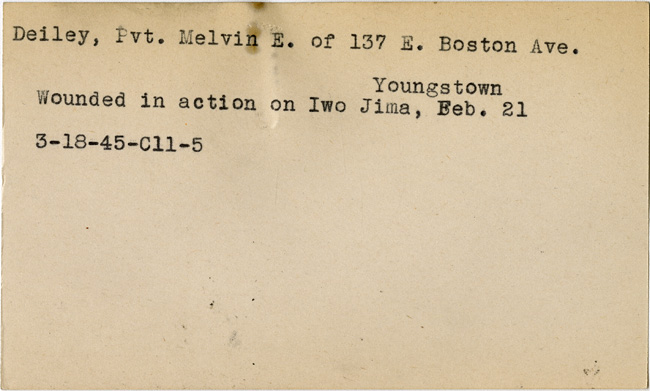 Deiley, Pvt. Melvin E. of 137 E. Boston Ave.
Youngstown
Wounded in action on Iwo Jima, Feb. 21
3-18-45-C11-5